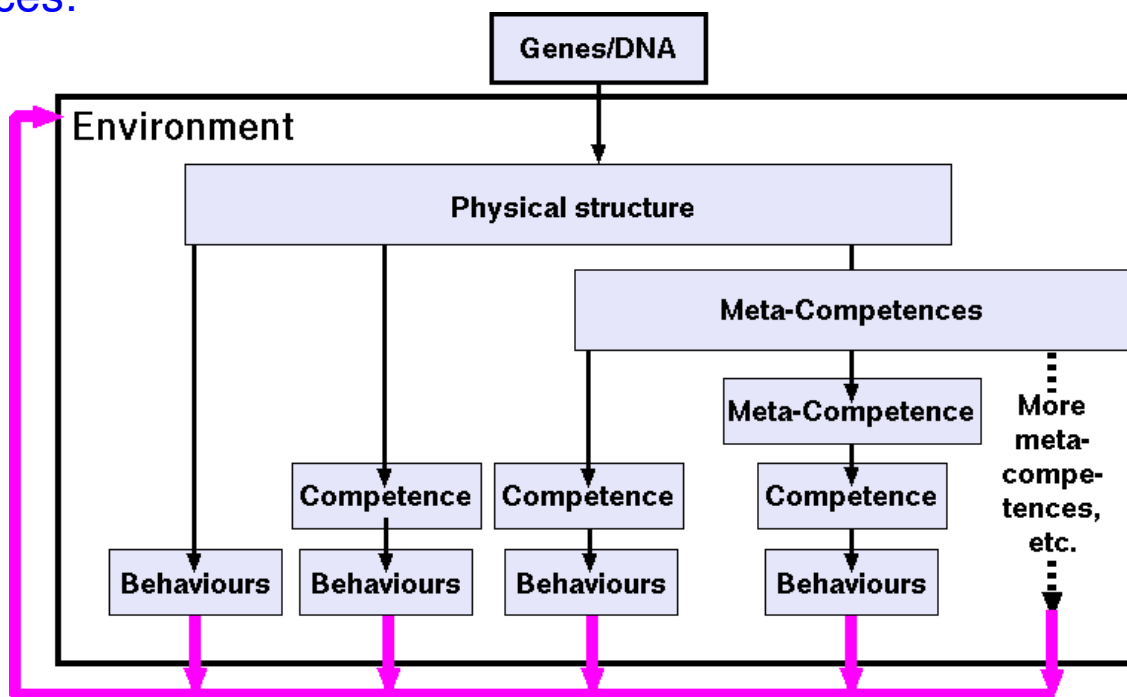 ces.
Genes/DNA
Environment
Physical structure
Meta-Competences
Meta-Competence
More
meta-
compe-
tences,
etc.
Competence
Competence
Competence
Behaviours
Behaviours
Behaviours
Behaviours